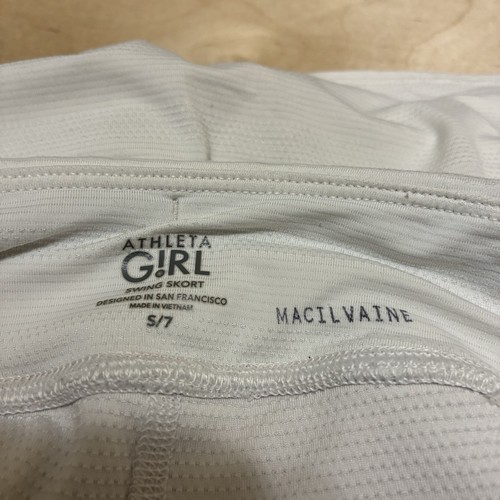 ATHLETA
G!RL
SWING SKORT
DESIGNED IN SAN FRANCISCO
MADE IN VIETNAM
S/7
MACILVAINE